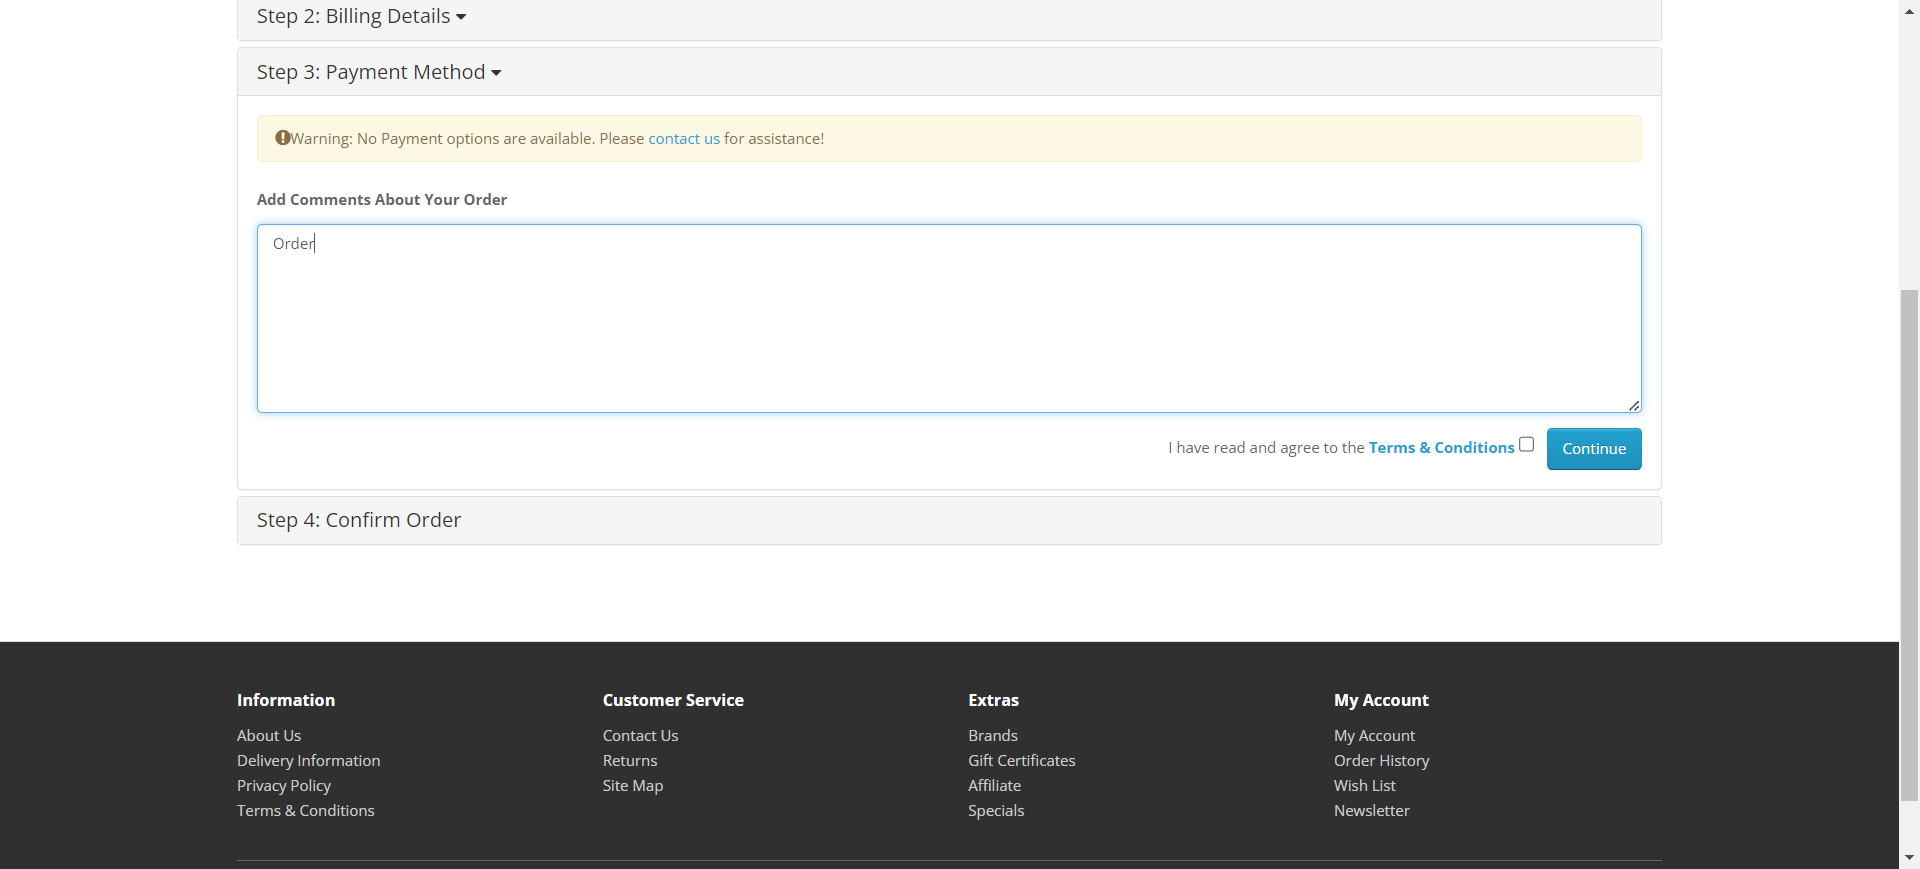 Step 2: Billing Details
Step 3: Payment Method
Warning: No Payment options are available. Please contact us for assistance!
Add Comments About Your Order
Order
I have read and agree to the Terms & Conditions
Continue
Step 4: Confirm Order
Information
About Us
Delivery Information
Privacy Policy
Terms & Conditions
Customer Service
Contact Us
Returns
Site Map
Extras
Brands
Gift Certificates
Affiliate
Specials
My Account
My Account
Order History
Wish List
Newsletter